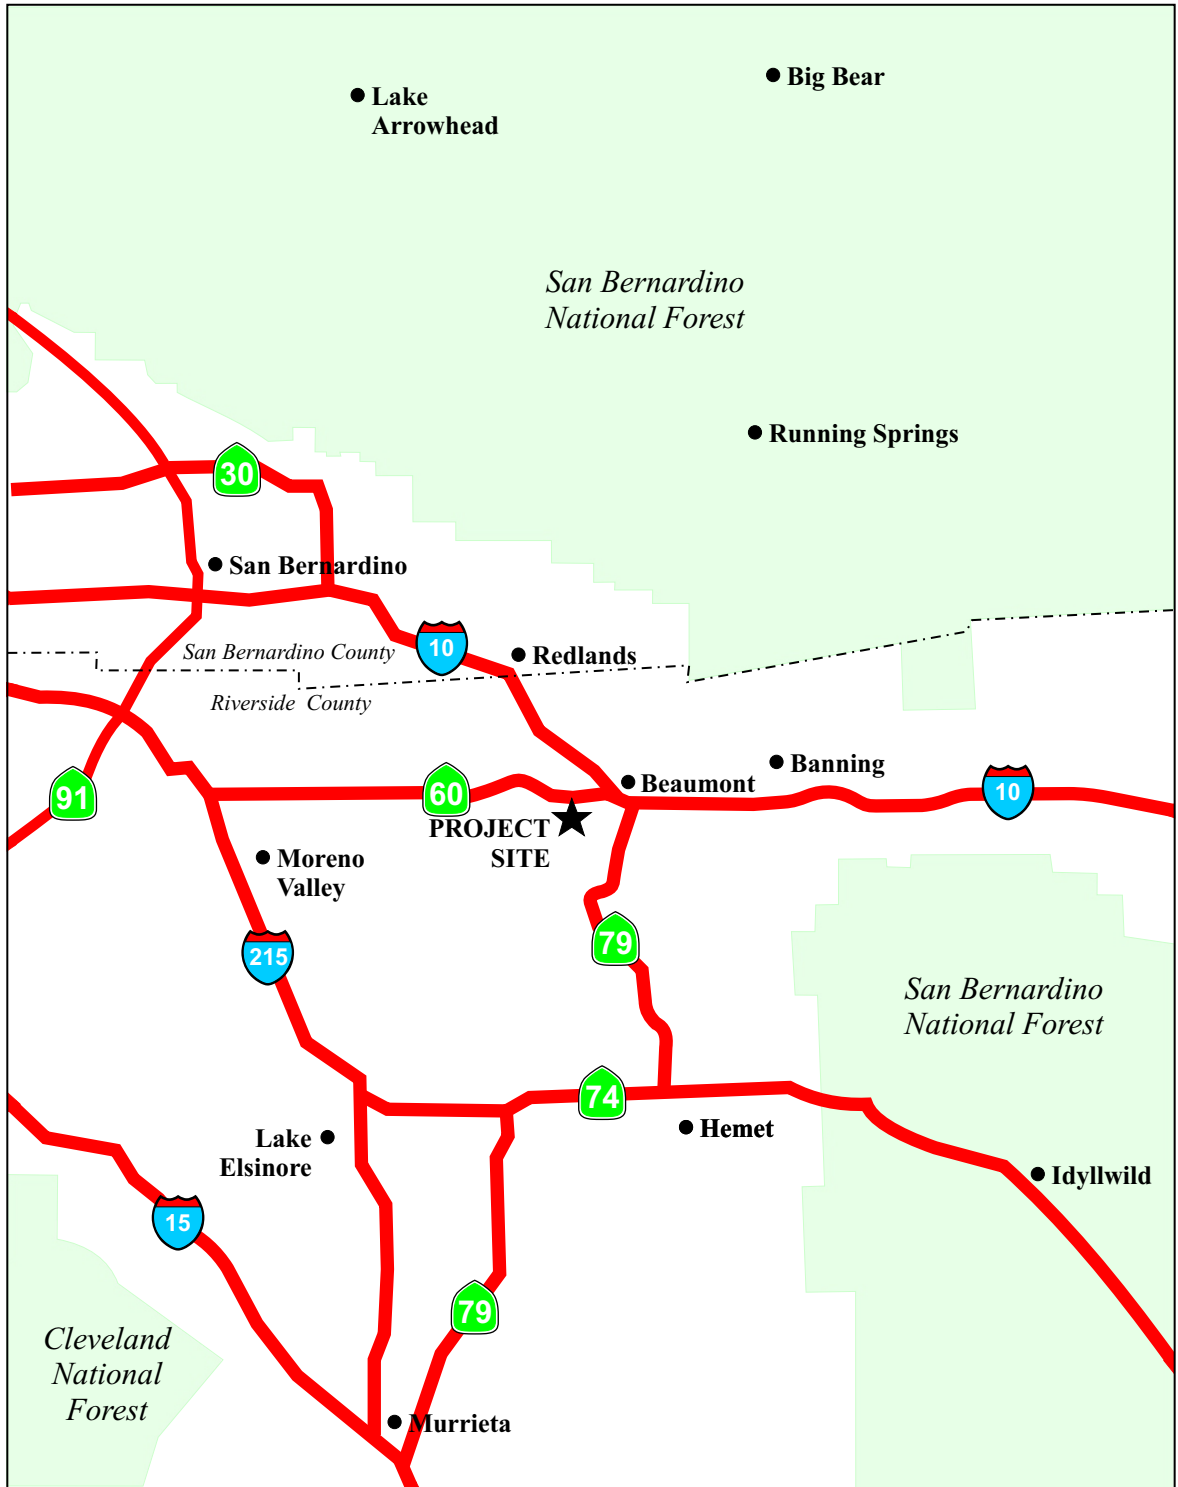 Big Bear
Lake
Arrowhead
San Bernardino
National Forest
Running Springs
30
San Bernardino
10
San Bernardino County
Redlands
Riverside County
Banning
Beaumont
10
60
91
PROJECT
SITE
Moreno
Valley
79
215
San Bernardino
National Forest
74
Hemet
Lake
Elsinore
Idyllwild
15
79
Cleveland
National
Forest
Murrieta